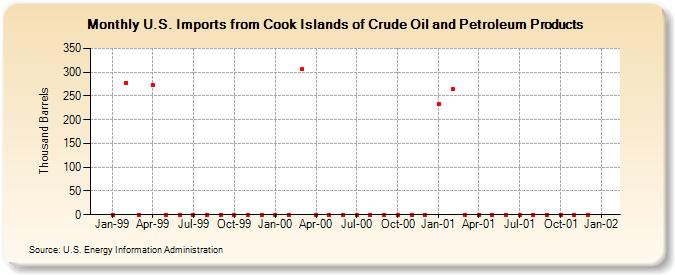 Monthly U.S. Imports from Cook Islands of Crude Oil and Petroleum Products
Thousand Barrels
350
300
250
200
150
100
50
0
Jan-99 Apr-99 Jul-99 Oct-99 Jan-00 Apr-00 Jul-00 Oct-00 Jan-01 Apr-01 Jul-01 Oct-01 Jan-02
Source: U.S. Energy Information Administration